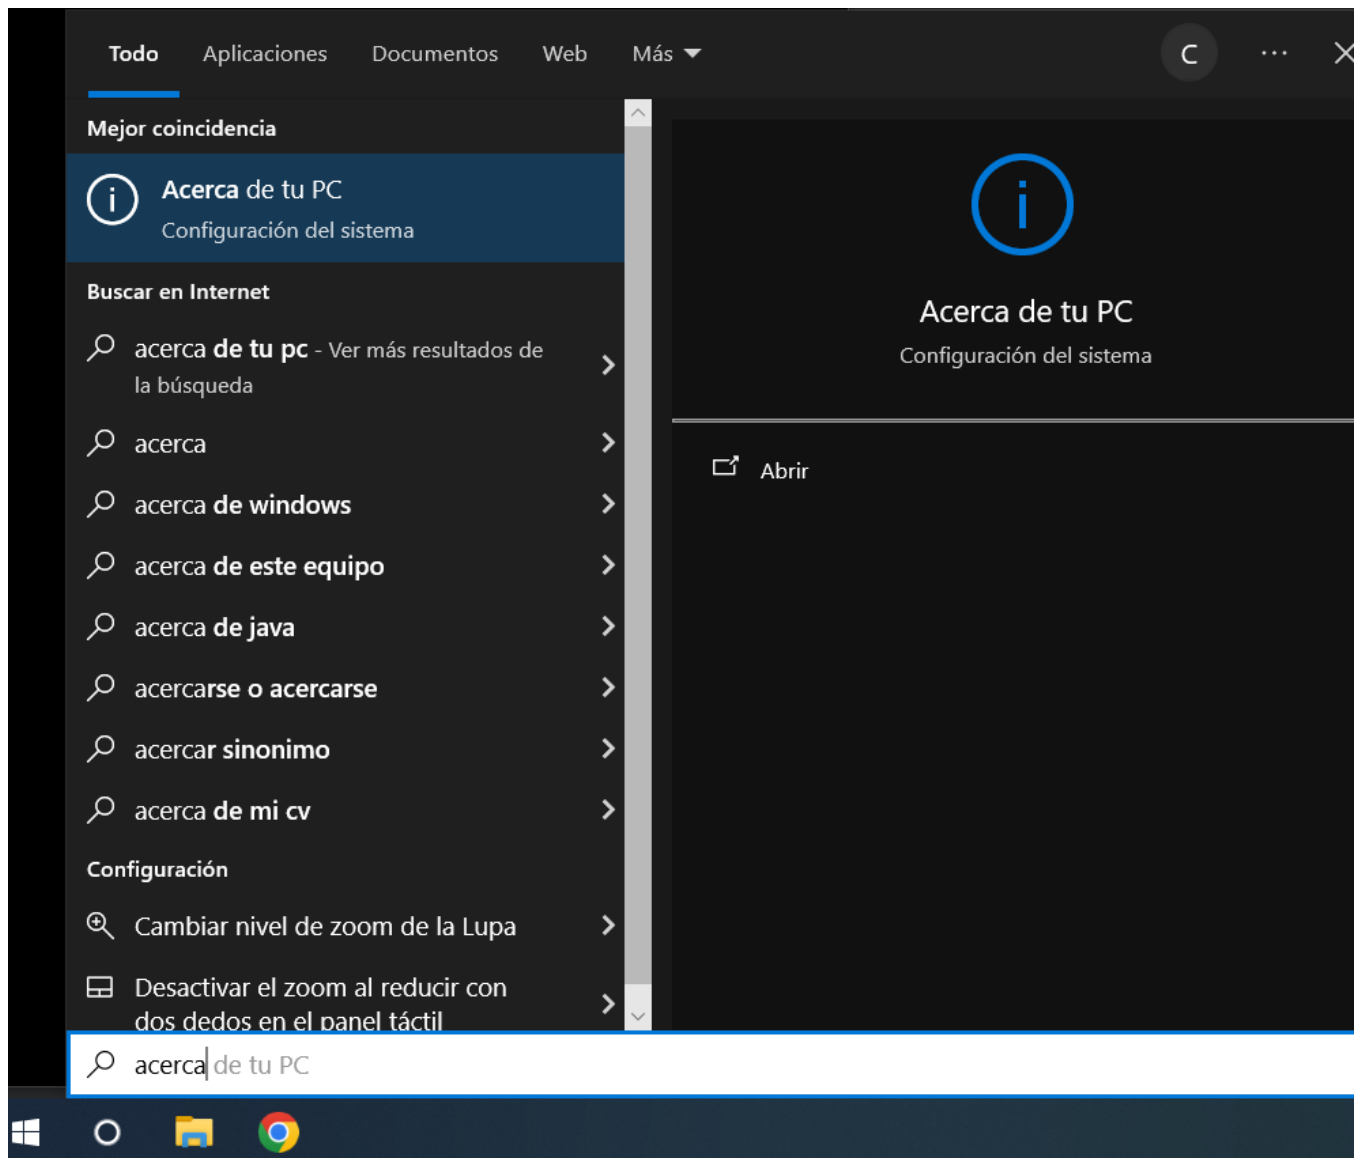 Todo Aplicaciones Documentos Web Más C ···
Mejor coincidencia
Acerca de tu PC
Configuración del sistema
Buscar en Internet
acerca de tu pc - Ver más resultados de
la búsqueda
acerca
acerca de windows
acerca de este equipo
acerca de java
acercarse o acercarse
acercar sinonimo
acerca de mi cv
Configuración
Cambiar nivel de zoom de la Lupa
Desactivar el zoom al reducir con
dos dedos en el panel táctil
Acerca de tu PC
Configuración del sistema
Abrir
acerca de tu PC